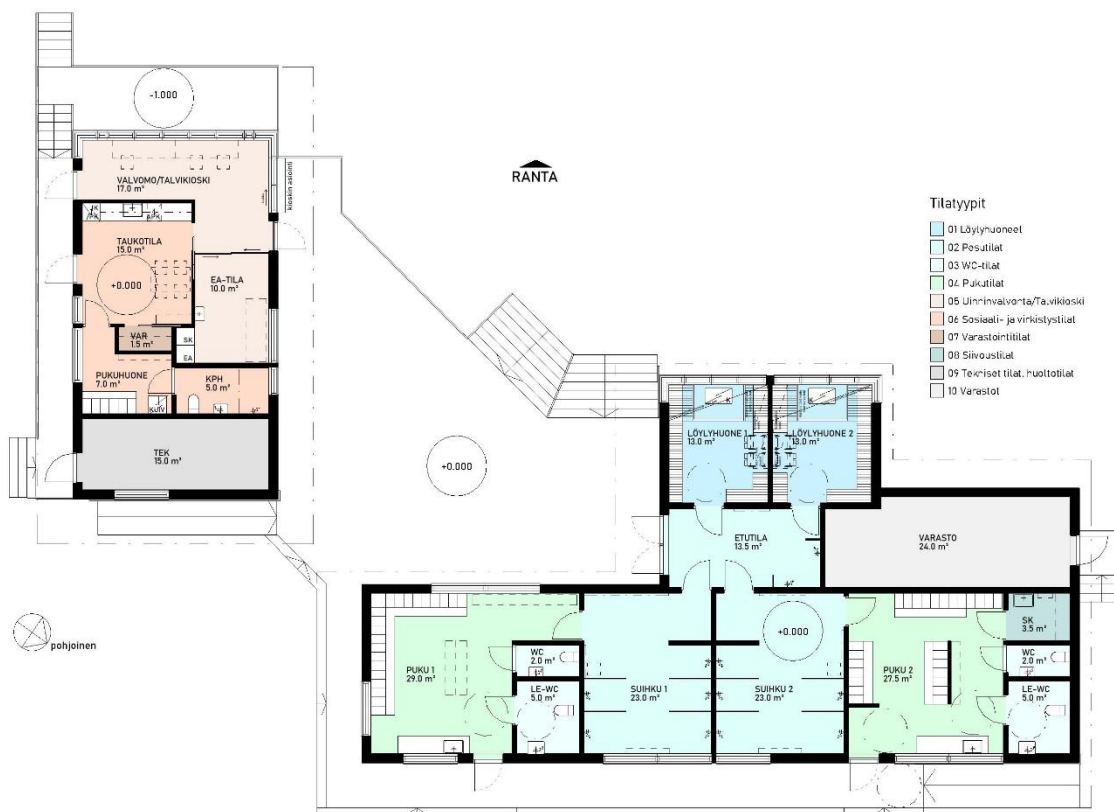 -1.000
VALVOMO/TALVIKIOSKI
17.0 m²
kioskin asiointi
RANTA
JK
PK
APK
TAUKOTILA
15.0 m²
+0.000
EA-TILA
10.0 m²
VAR
1.5 m²
SK
EA
PUKUHUONE
7.0 m²
KPH
5.0 m²
KUIV
TEK
15.0 m²
Tilatyypit
01 Löylyhuoneet
02 Pesutilat
03 WC-tilat
04 Pukutilat
05 Uinninvalvonta/Talvikioski
06 Sosiaali- ja virkistystilat
07 Varastointitilat
08 Siivoustilat
09 Tekniset tilat, huoltotilat
10 Varastot
+0.000
K
K
LÖYLYHUONE 1
13.0 m²
LÖYLYHUONE 2
13.0 m²
ETUTILA
13.5 m²
VARASTO
24.0 m²
pohjoinen
PUKU 1
29.0 m²
WC
2.0 m²
LE-WC
5.0 m²
SUIHKU 1
23.0 m²
SUIHKU 2
23.0 m²
+0.000
PUKU 2
27.5 m²
SK
3.5 m²
WC
2.0 m²
LE-WC
5.0 m²